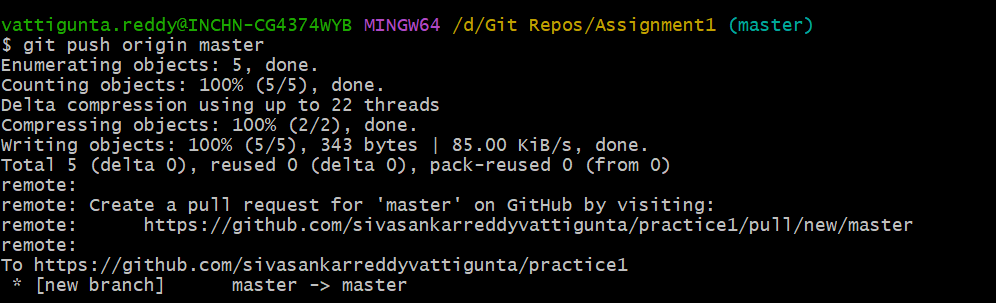 vattigunta.reddy@INCHN-CG4374WYB MINGW64 /d/Git Repos/Assignment1 (master)
$ git push origin master
Enumerating objects: 5, done.
Counting objects: 100% (5/5), done.
Delta compression using up to 22 threads
Compressing objects: 100% (2/2), done.
Writing objects: 100% (5/5), 343 bytes | 85.00 KiB/s, done.
Total 5 (delta 0), reused 0 (delta 0), pack-reused 0 (from 0)
remote:
remote: Create a pull request for 'master' on GitHub by visiting:
remote:      https://github.com/sivasankarreddyvattigunta/practice1/pull/new/master
remote:
To https://github.com/sivasankarreddyvattigunta/practice1
 * [new branch]      master -> master